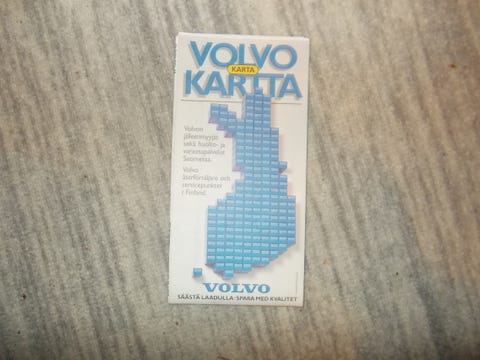 VOLVO
KARTA
KARTTA
Volvon
jälleenmyyjä-
sekä huolto- ja
varaosapalvelut
Suomessa.
Volvo
återförsäljare och
servicepunkter
i Finland.
VOLVO
SÄÄSTÄ LAADULLA · SPARA MED KVALITET